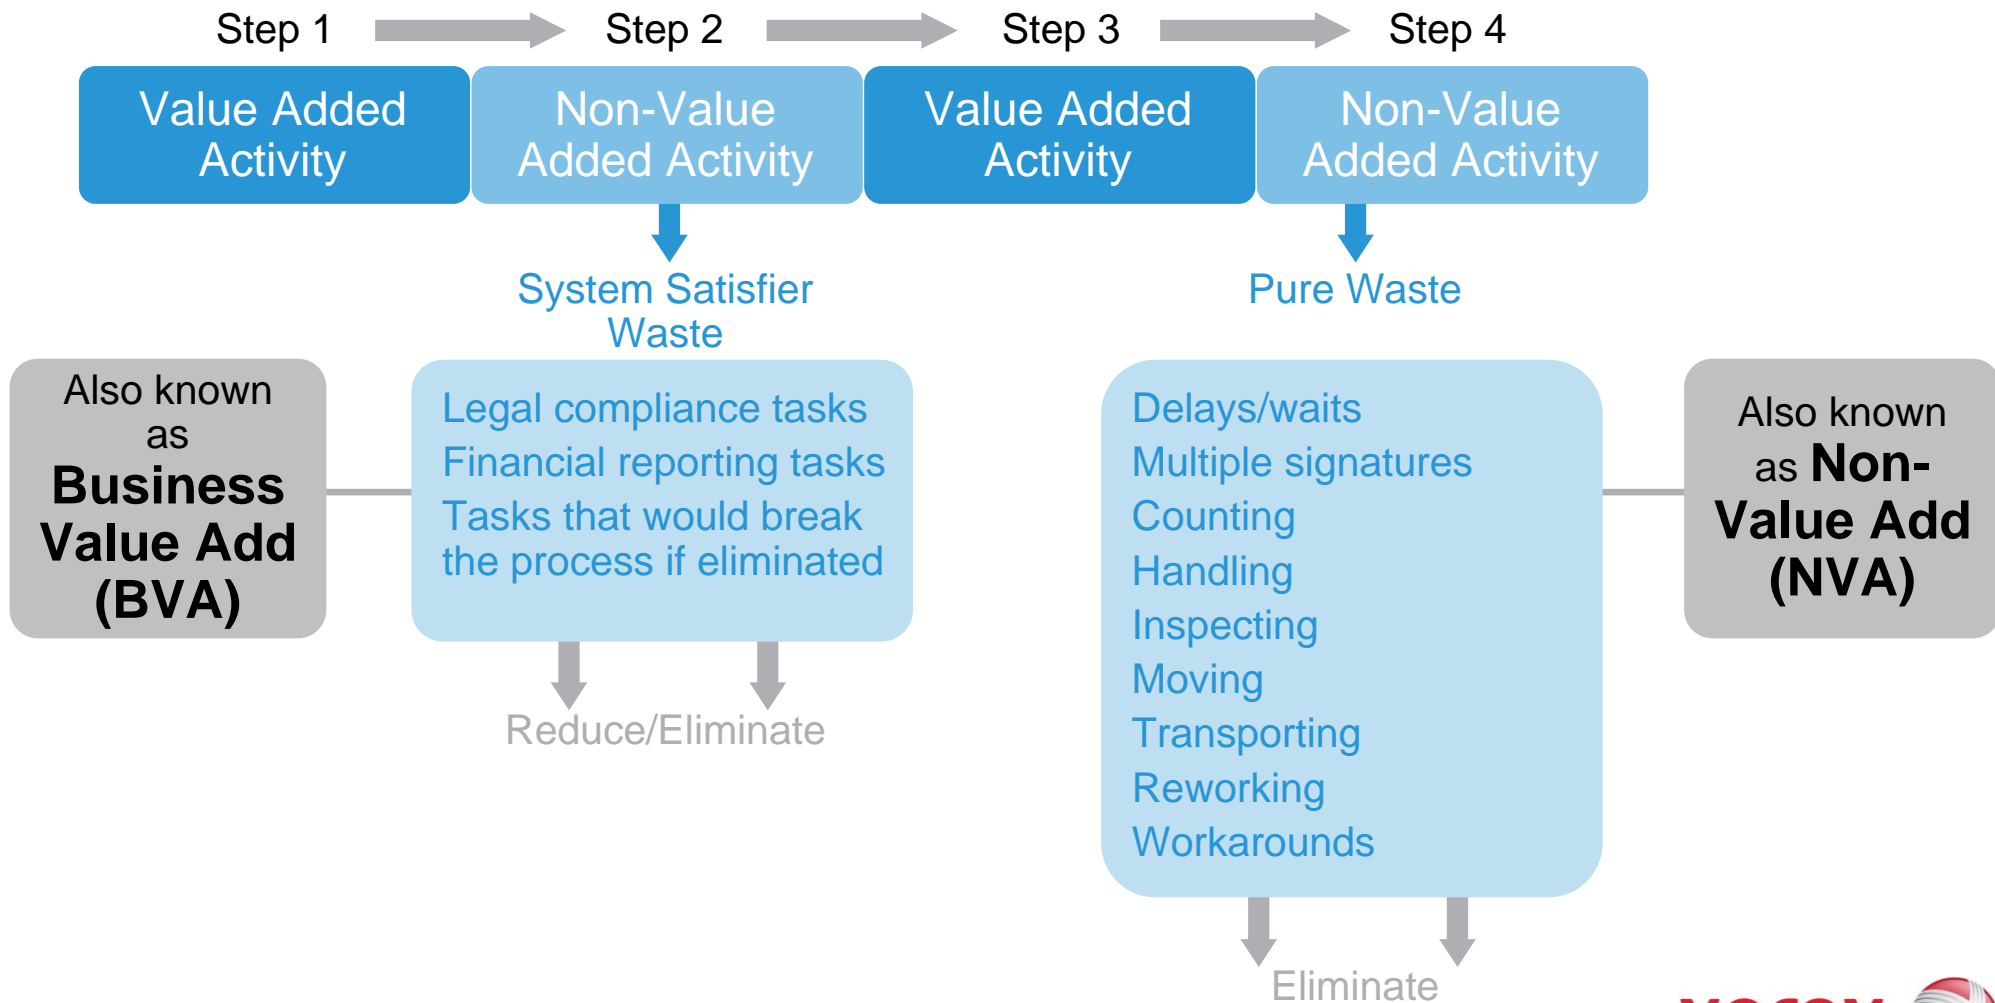 Step 1
Step 2
Step 3
Step 4
Value Added
Activity
Non-Value
Added Activity
Value Added
Activity
Non-Value
Added Activity
System Satisfier
Waste
Pure Waste
Also known
as
Business
Value Add
(BVA)
Legal compliance tasks
Financial reporting tasks
Tasks that would break
the process if eliminated
Reduce/Eliminate
Delays/waits
Multiple signatures
Counting
Handling
Inspecting
Moving
Transporting
Reworking
Workarounds
Eliminate
Also known
as Non-
Value Add
(NVA)